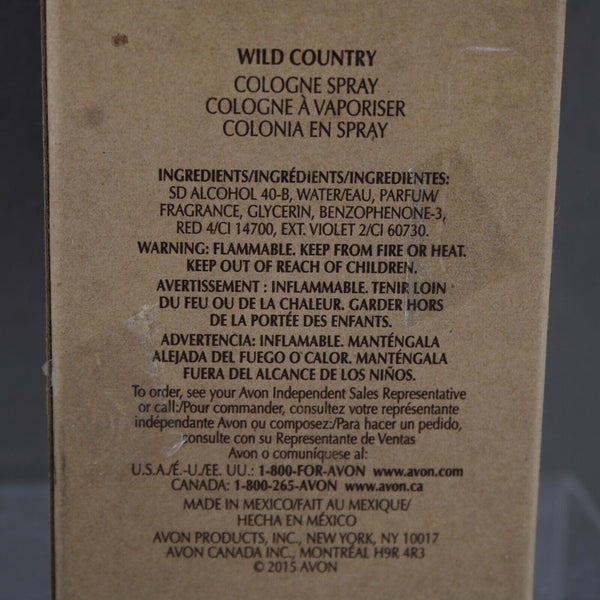 WILD COUNTRY
COLOGNE SPRAY
COLOGNE À VAPORISER
COLONIA EN SPRAY
INGREDIENTS/INGRÉDIENTS/INGREDIENTES:
SD ALCOHOL 40-B, WATER/EAU, PARFUM/
FRAGRANCE, GLYCERIN, BENZOPHENONE-3,
RED 4/CI 14700, EXT. VIOLET 2/CI 60730.
WARNING: FLAMMABLE. KEEP FROM FIRE OR HEAT.
KEEP OUT OF REACH OF CHILDREN.
AVERTISSEMENT : INFLAMMABLE. TENIR LOIN
DU FEU OU DE LA CHALEUR. GARDER HORS
DE LA PORTÉE DES ENFANTS.
ADVERTENCIA: INFLAMABLE. MANTÉNGALA
ALEJADA DEL FUEGO O CALOR. MANTÉNGALA
FUERA DEL ALCANCE DE LOS NIÑOS.
To order, see your Avon Independent Sales Representative
or call:/Pour commander, consultez votre représentante
indépendante Avon ou composez:/Para hacer un pedido,
consulte con su Representante de Ventas
Avon o comuníquese al:
U.S.A./É.-U./EE. UU.: 1-800-FOR-AVON www.avon.com
CANADA: 1-800-265-AVON www.avon.ca
MADE IN MEXICO/FAIT AU MEXIQUE/
HECHA EN MÉXICO
AVON PRODUCTS, INC., NEW YORK, NY 10017
AVON CANADA INC., MONTRÉAL H9R 4R3
© 2015 AVON